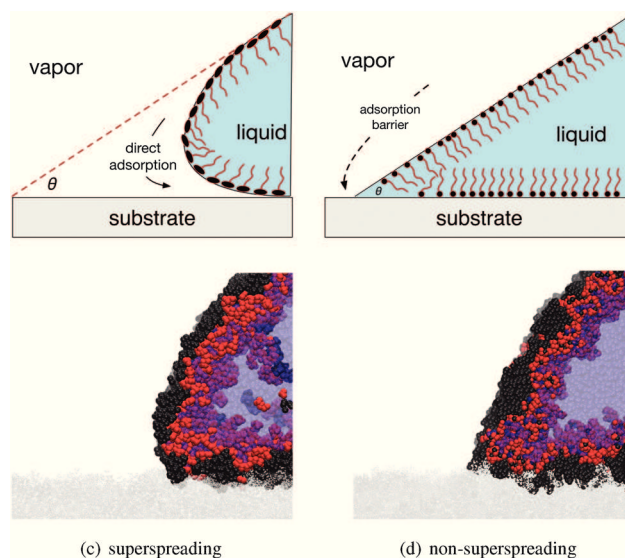 vapor
direct
adsorption
liquid
θ
substrate
vapor
adsorption
barrier
liquid
θ
substrate
(c) superspreading
(d) non-superspreading